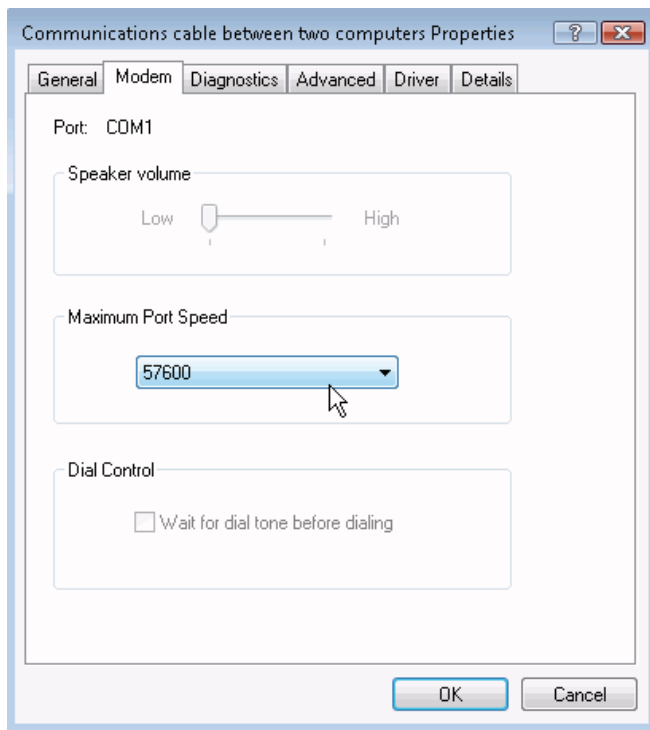 Communications cable between two computers Properties ?
General Modem Diagnostics Advanced Driver Details
Port: COM1
Speaker volume
Low High
Maximum Port Speed
57600
Dial Control
Wait for dial tone before dialing
OK Cancel